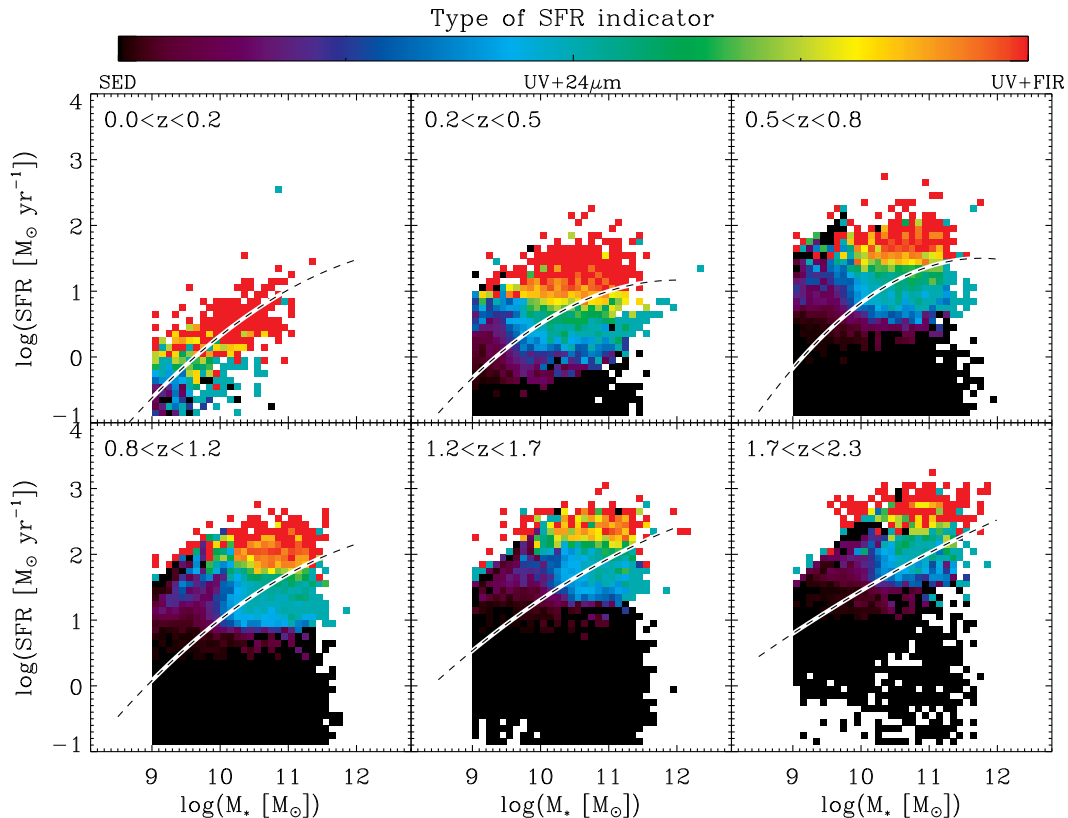 Type of SFR indicator
SED UV+24μm UV+FIR
0.0<z<0.2 0.2<z<0.5 0.5<z<0.8
4
3
2
1
0
−1
log(SFR [M⊙ yr⁻¹])
0.8<z<1.2 1.2<z<1.7 1.7<z<2.3
4
3
2
1
0
−1
log(SFR [M⊙ yr⁻¹])
9 10 11 12 9 10 11 12 9 10 11 12
log(M* [M⊙]) log(M* [M⊙]) log(M* [M⊙])